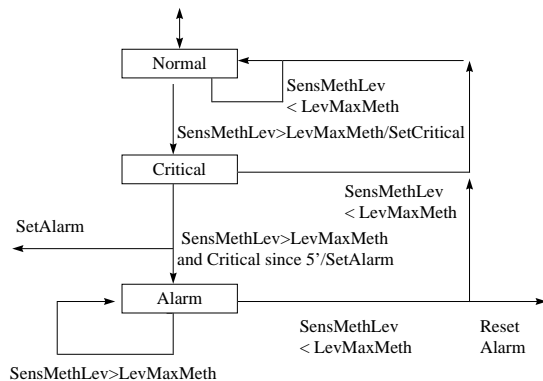 Normal
SensMethLev
< LevMaxMeth
SensMethLev>LevMaxMeth/SetCritical
Critical
SensMethLev
< LevMaxMeth
SetAlarm
SensMethLev>LevMaxMeth
and Critical since 5'/SetAlarm
Alarm
SensMethLev
< LevMaxMeth
Reset
Alarm
SensMethLev>LevMaxMeth